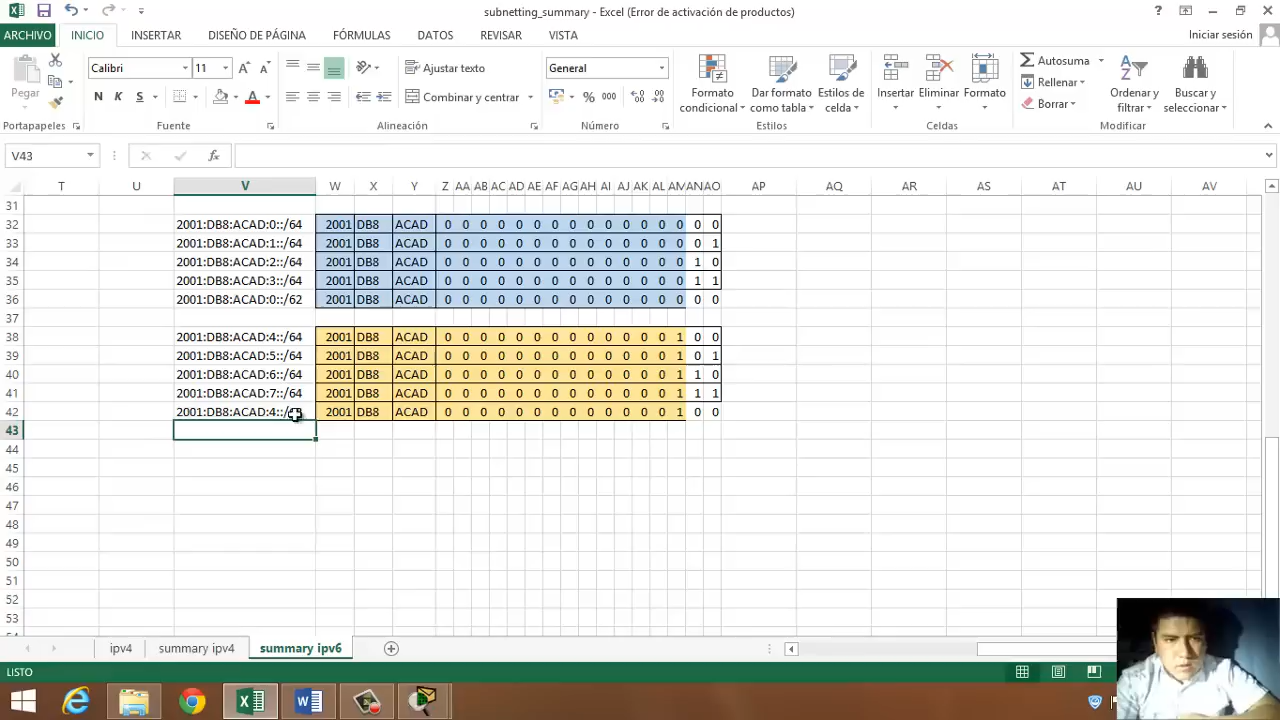 subnetting_summary - Excel (Error de activación de productos)
ARCHIVO INICIO INSERTAR DISEÑO DE PÁGINA FÓRMULAS DATOS REVISAR VISTA Iniciar sesión
Pegar
Calibri 11
N K S
Ajustar texto
Combinar y centrar
General
% 000
Formato condicional
Dar formato como tabla
Estilos de celda
Insertar
Eliminar
Formato
Autosuma
Rellenar
Borrar
Ordenar y filtrar
Buscar y seleccionar
Portapapeles Fuente Alineación Número Estilos Celdas Modificar
V43 fx
T U V W X Y Z AA AB AC AD AE AF AG AH AI AJ AK AL AM AN AO AP AQ AR AS AT AU AV
31
32 2001:DB8:ACAD:0::/64 2001 DB8 ACAD 0 0 0 0 0 0 0 0 0 0 0 0 0 0 0 0
33 2001:DB8:ACAD:1::/64 2001 DB8 ACAD 0 0 0 0 0 0 0 0 0 0 0 0 0 0 0 1
34 2001:DB8:ACAD:2::/64 2001 DB8 ACAD 0 0 0 0 0 0 0 0 0 0 0 0 0 0 1 0
35 2001:DB8:ACAD:3::/64 2001 DB8 ACAD 0 0 0 0 0 0 0 0 0 0 0 0 0 0 1 1
36 2001:DB8:ACAD:0::/62 2001 DB8 ACAD 0 0 0 0 0 0 0 0 0 0 0 0 0 0 0 0
37
38 2001:DB8:ACAD:4::/64 2001 DB8 ACAD 0 0 0 0 0 0 0 0 0 0 0 0 0 1 0 0
39 2001:DB8:ACAD:5::/64 2001 DB8 ACAD 0 0 0 0 0 0 0 0 0 0 0 0 0 1 0 1
40 2001:DB8:ACAD:6::/64 2001 DB8 ACAD 0 0 0 0 0 0 0 0 0 0 0 0 0 1 1 0
41 2001:DB8:ACAD:7::/64 2001 DB8 ACAD 0 0 0 0 0 0 0 0 0 0 0 0 0 1 1 1
42 2001:DB8:ACAD:4::/ 2001 DB8 ACAD 0 0 0 0 0 0 0 0 0 0 0 0 0 1 0 0
43
44
45
46
47
48
49
50
51
52
53
ipv4 summary ipv4 summary ipv6
LISTO